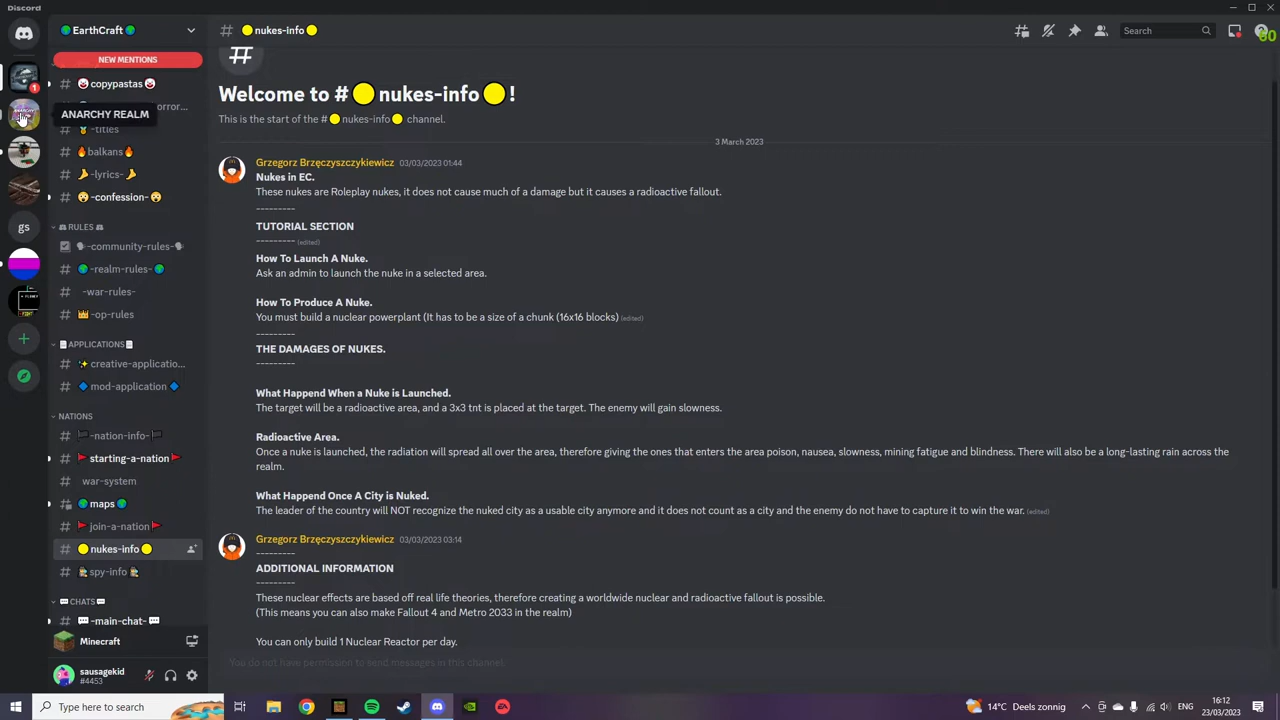 Discord
EarthCraft
# nukes-info
Search
60
NEW MENTIONS
# copypastas
orror...
ANARCHY REALM
# -titles
# balkans
# -lyrics-
# -confession-
RULES
-community-rules-
# -realm-rules-
# -war-rules-
# -op-rules
APPLICATIONS
# creative-applicatio...
# mod-application
NATIONS
# -nation-info-
# starting-a-nation
# war-system
# maps
# join-a-nation
# nukes-info
# spy-info
CHATS
# -main-chat-
Minecraft
sausagekid
#4453
1
gs
Welcome to # nukes-info !
This is the start of the # nukes-info channel.
3 March 2023
Grzegorz Brzęczyszczykiewicz 03/03/2023 01:44
Nukes in EC.
These nukes are Roleplay nukes, it does not cause much of a damage but it causes a radioactive fallout.
---------
TUTORIAL SECTION
--------- (edited)
How To Launch A Nuke.
Ask an admin to launch the nuke in a selected area.
How To Produce A Nuke.
You must build a nuclear powerplant (It has to be a size of a chunk (16x16 blocks) (edited)
---------
THE DAMAGES OF NUKES.
---------
What Happend When a Nuke is Launched.
The target will be a radioactive area, and a 3x3 tnt is placed at the target. The enemy will gain slowness.
Radioactive Area.
Once a nuke is launched, the radiation will spread all over the area, therefore giving the ones that enters the area poison, nausea, slowness, mining fatigue and blindness. There will also be a long-lasting rain across the
realm.
What Happend Once A City is Nuked.
The leader of the country will NOT recognize the nuked city as a usable city anymore and it does not count as a city and the enemy do not have to capture it to win the war. (edited)
Grzegorz Brzęczyszczykiewicz 03/03/2023 03:14
---------
ADDITIONAL INFORMATION
---------
These nuclear effects are based off real life theories, therefore creating a worldwide nuclear and radioactive fallout is possible.
(This means you can also make Fallout 4 and Metro 2033 in the realm)
You can only build 1 Nuclear Reactor per day.
You do not have permission to send messages in this channel.
Type here to search
14°C Deels zonnig
16:12
23/03/2023